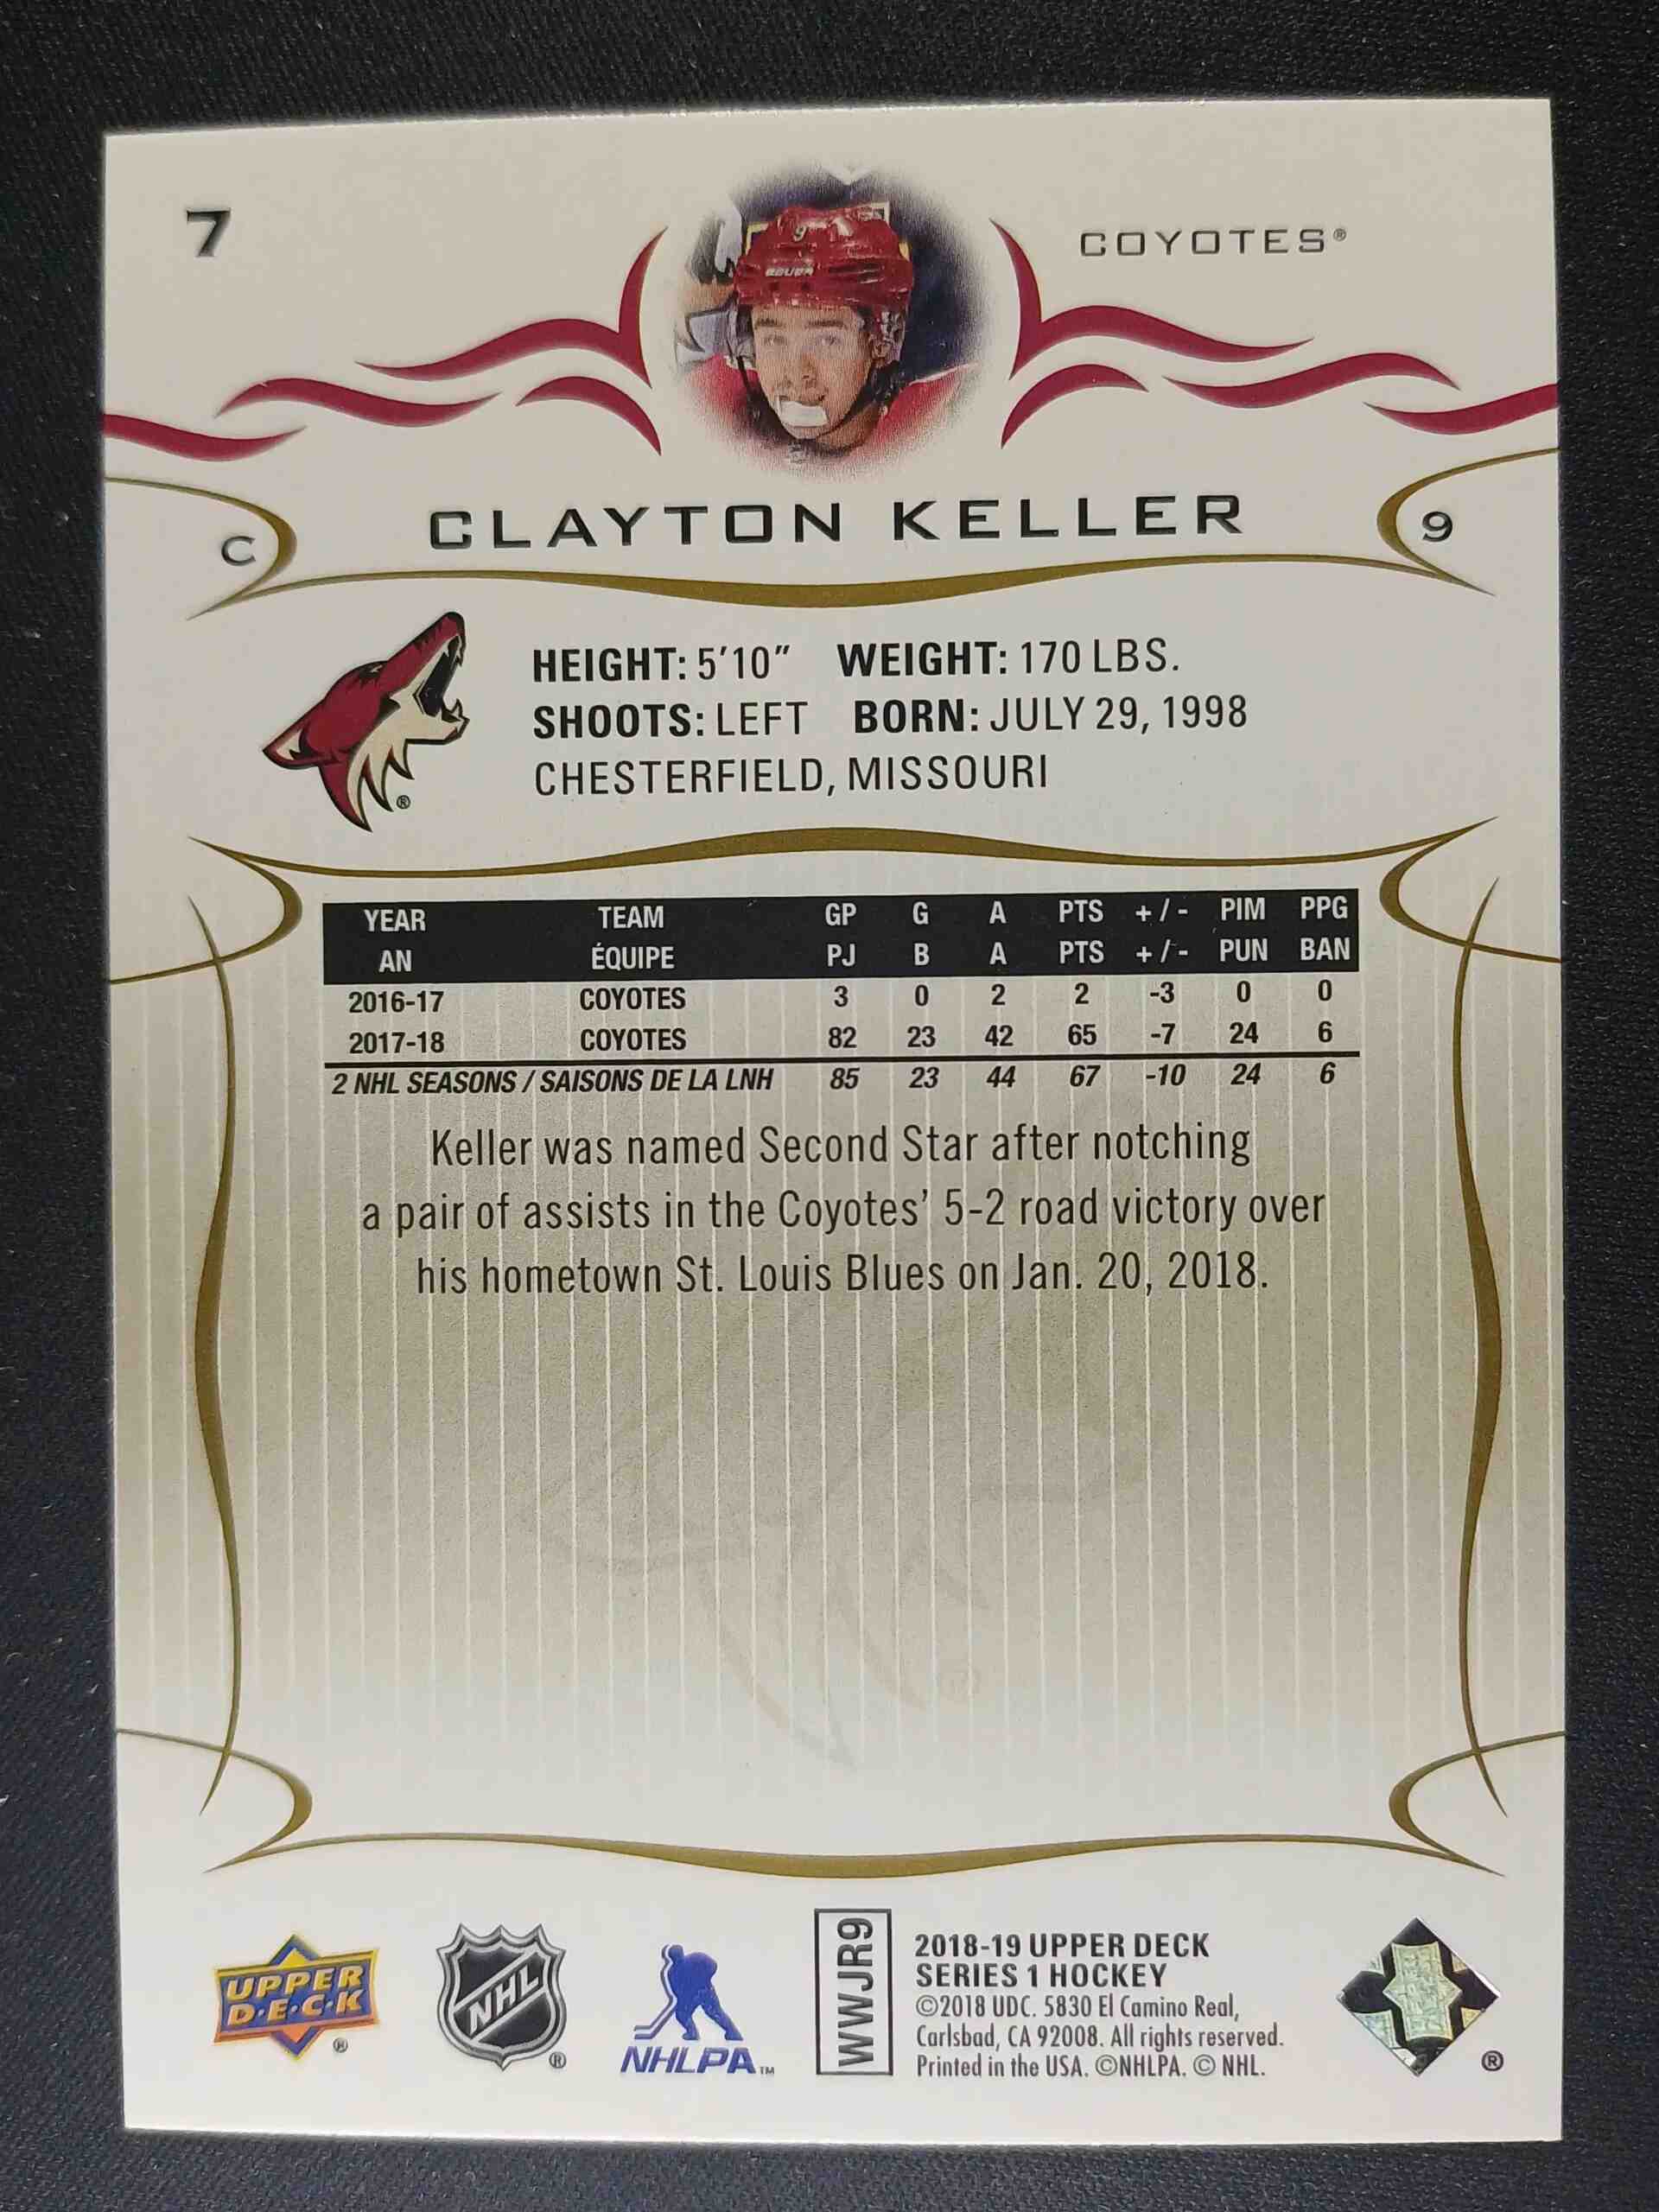 7
COYOTES®
9
BAUER
C
CLAYTON KELLER
9
HEIGHT: 5'10" WEIGHT: 170 LBS.
SHOOTS: LEFT BORN: JULY 29, 1998
CHESTERFIELD, MISSOURI
®
YEAR TEAM GP G A PTS +/- PIM PPG
AN ÉQUIPE PJ B A PTS +/- PUN BAN
2016-17 COYOTES 3 0 2 2 -3 0 0
2017-18 COYOTES 82 23 42 65 -7 24 6
2 NHL SEASONS / SAISONS DE LA LNH 85 23 44 67 -10 24 6
Keller was named Second Star after notching
a pair of assists in the Coyotes' 5-2 road victory over
his hometown St. Louis Blues on Jan. 20, 2018.
UPPER
D•E•C•K
®
NHL
®
NHLPA™
WWJR9
2018-19 UPPER DECK
SERIES 1 HOCKEY
©2018 UDC. 5830 El Camino Real,
Carlsbad, CA 92008. All rights reserved.
Printed in the USA. ©NHLPA. © NHL.
®